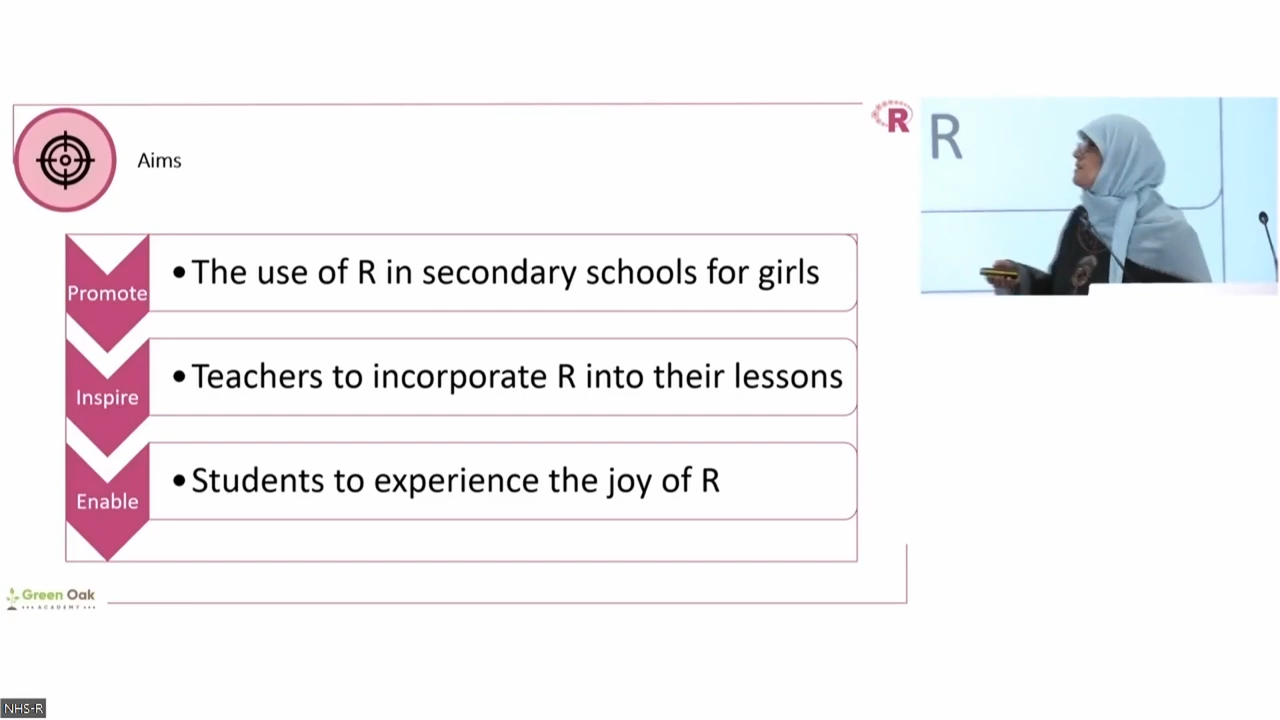 R
R
Aims
Promote
•The use of R in secondary schools for girls
Inspire
•Teachers to incorporate R into their lessons
Enable
•Students to experience the joy of R
Green Oak
ACADEMY
NHS-R